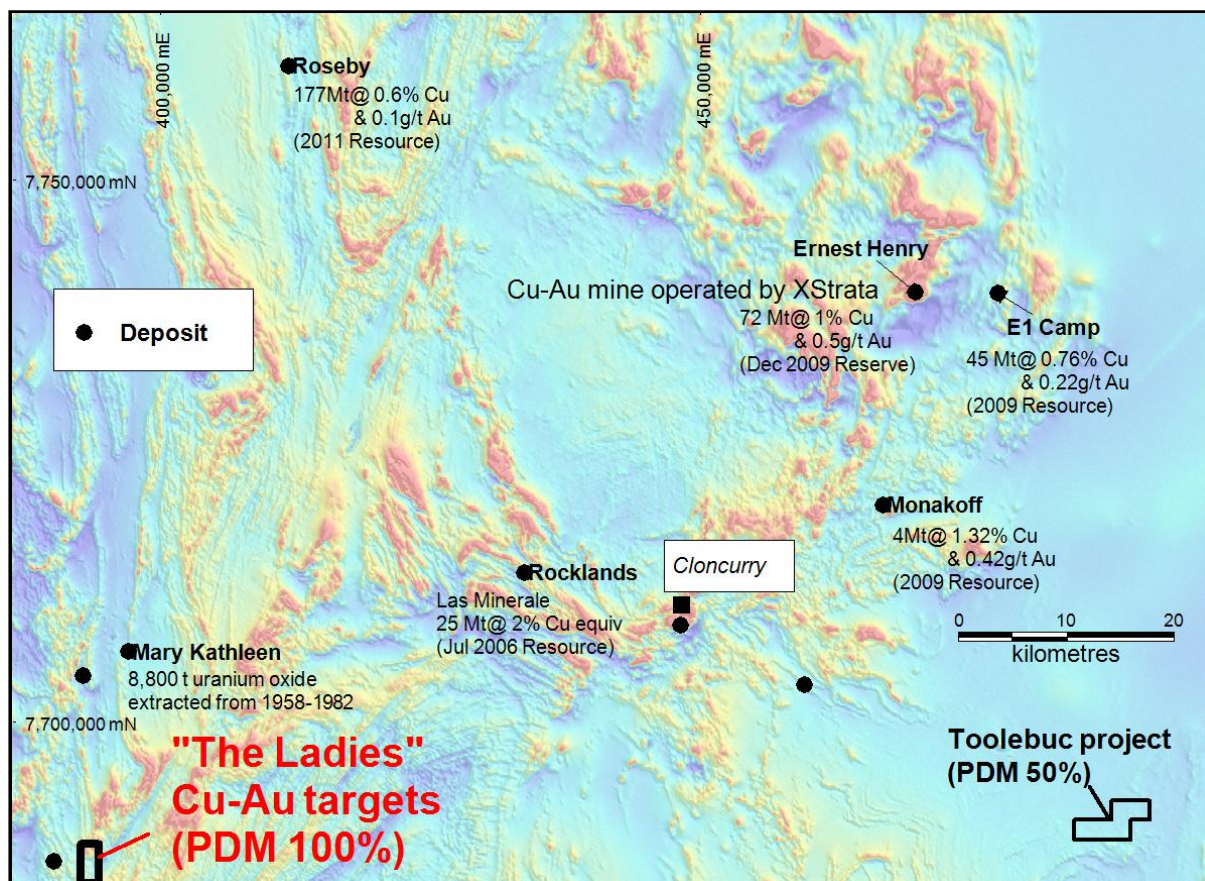 400,000 mE
450,000 mE
Roseby
177Mt@ 0.6% Cu
& 0.1g/t Au
(2011 Resource)
7,750,000 mN
Ernest Henry
Cu-Au mine operated by XStrata
72 Mt@ 1% Cu
& 0.5g/t Au
(Dec 2009 Reserve)
E1 Camp
45 Mt@ 0.76% Cu
& 0.22g/t Au
(2009 Resource)
Deposit
Monakoff
4Mt@ 1.32% Cu
& 0.42g/t Au
(2009 Resource)
Cloncurry
Rocklands
Las Minerale
25 Mt@ 2% Cu equiv
(Jul 2006 Resource)
0 10 20
kilometres
Mary Kathleen
8,800 t uranium oxide
extracted from 1958-1982
7,700,000 mN
"The Ladies"
Cu-Au targets
(PDM 100%)
Toolebuc project
(PDM 50%)